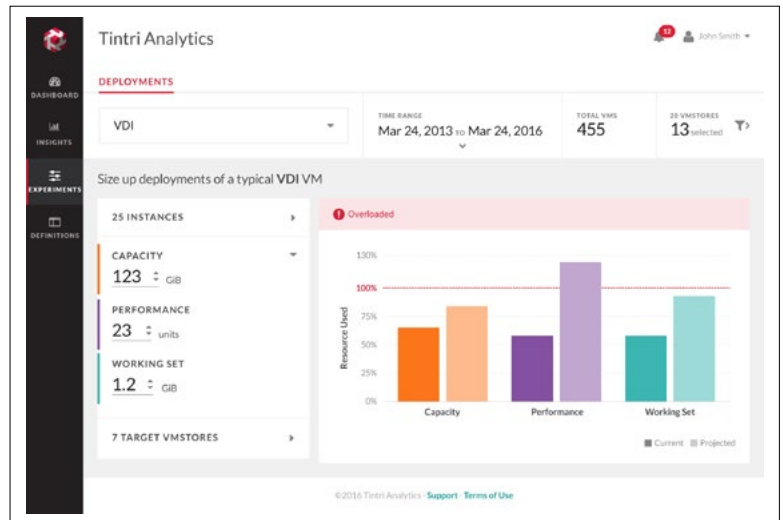 Tintri Analytics
12
John Smith
DASHBOARD
INSIGHTS
EXPERIMENTS
DEFINITIONS
DEPLOYMENTS
VDI
TIME RANGE
Mar 24, 2013 TO Mar 24, 2016
TOTAL VMS
455
20 VMSTORES
13 selected
Size up deployments of a typical VDI VM
25 INSTANCES
CAPACITY
123 GiB
PERFORMANCE
23 units
WORKING SET
1.2 GiB
7 TARGET VMSTORES
Overloaded
Resource Used
130%
100%
75%
50%
25%
0%
Capacity Performance Working Set
Current Projected
©2016 Tintri Analytics · Support · Terms of Use